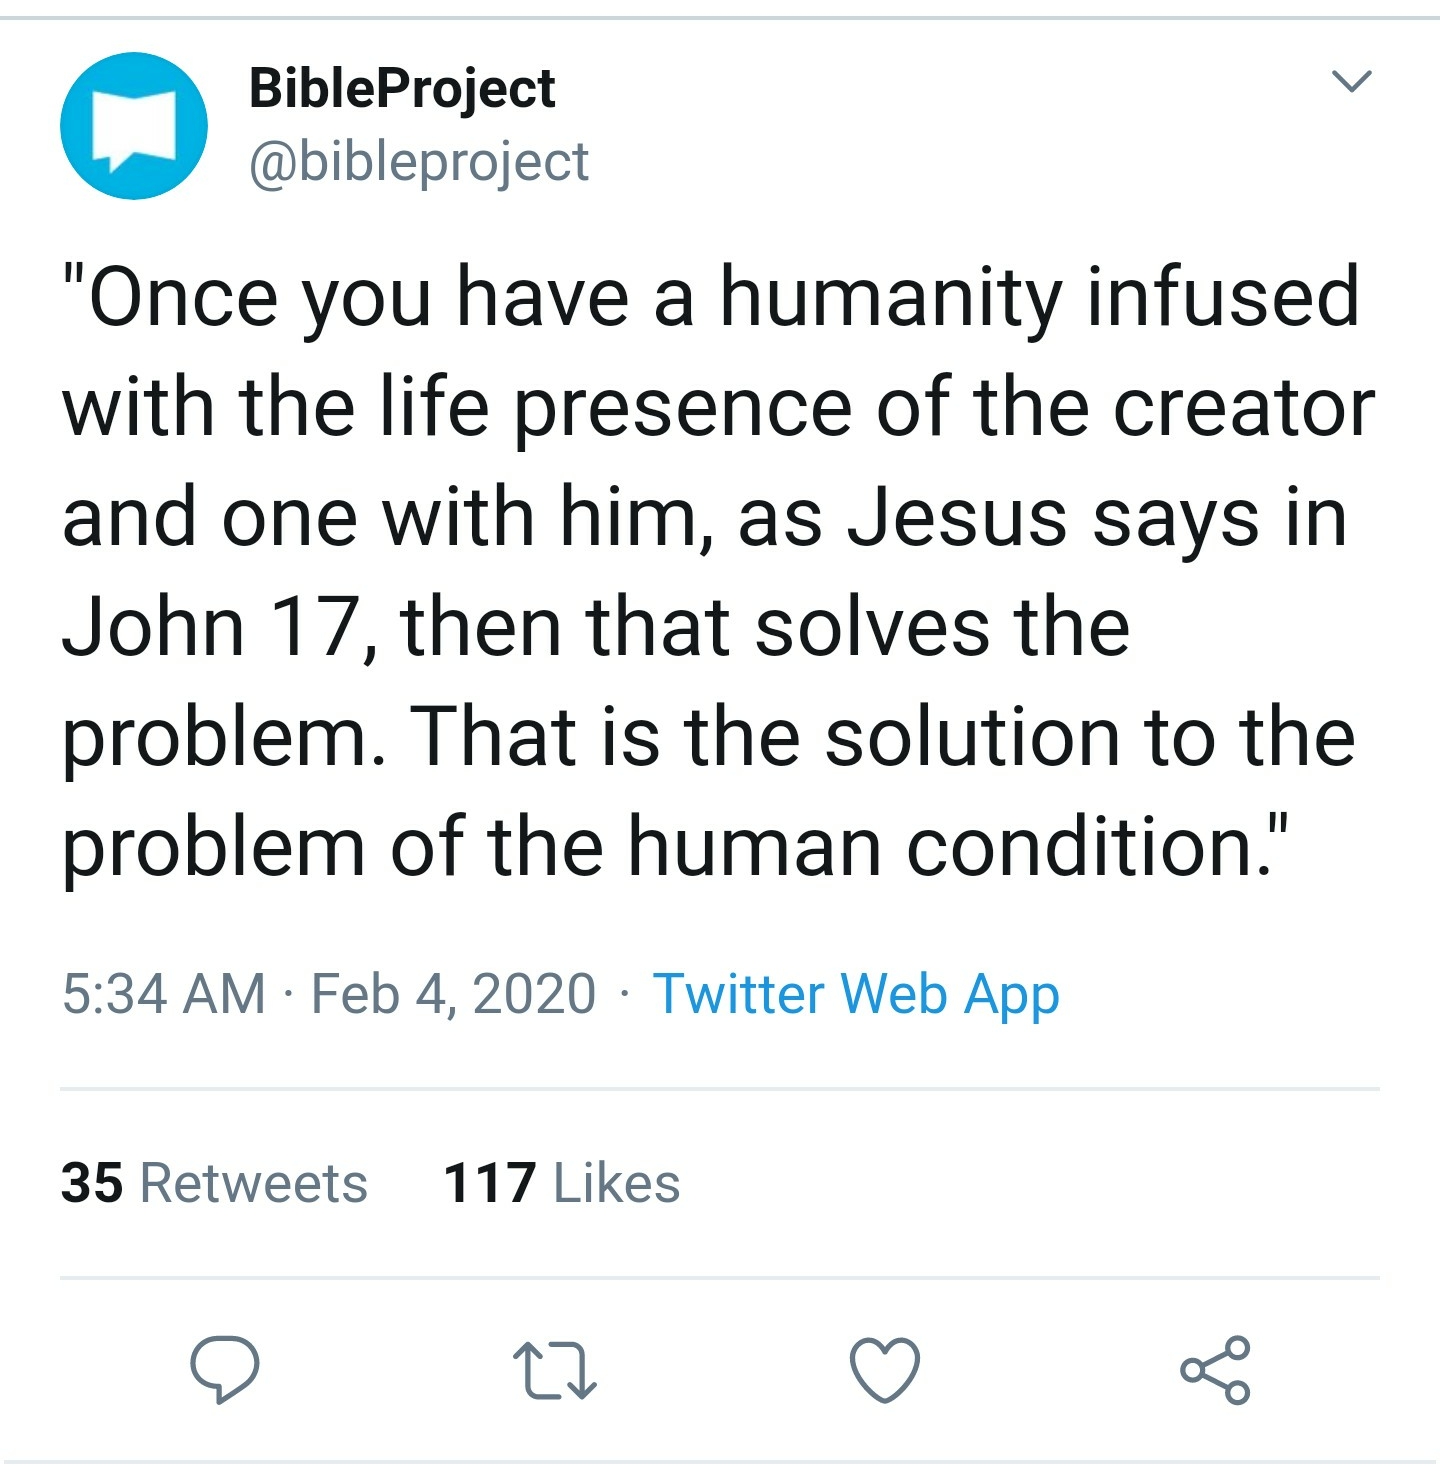 BibleProject
@bibleproject
"Once you have a humanity infused
with the life presence of the creator
and one with him, as Jesus says in
John 17, then that solves the
problem. That is the solution to the
problem of the human condition."
5:34 AM · Feb 4, 2020 · Twitter Web App
35 Retweets 117 Likes